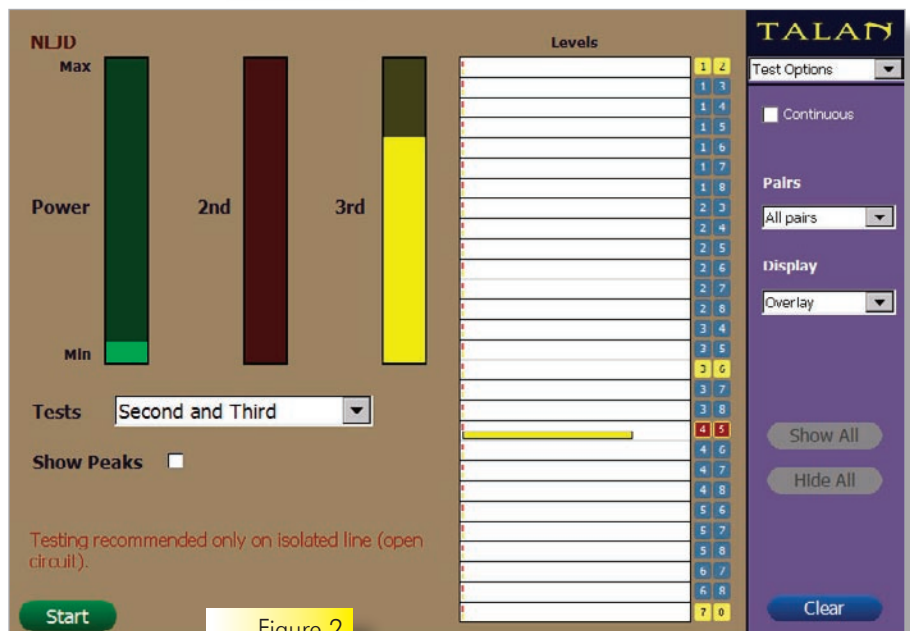 NLJD
Max
Power
Min
2nd
3rd
Tests
Second and Third
Show Peaks
Testing recommended only on isolated line (open
circuit).
Start
Figure 2
Levels
1 2
1 3
1 4
1 5
1 6
1 7
1 8
2 3
2 4
2 5
2 6
2 7
2 8
3 4
3 5
3 6
3 7
3 8
4 5
4 6
4 7
4 8
5 6
5 7
5 8
6 7
6 8
7 8
TALAN
Test Options
Continuous
Pairs
All pairs
Display
Overlay
Show All
Hide All
Clear